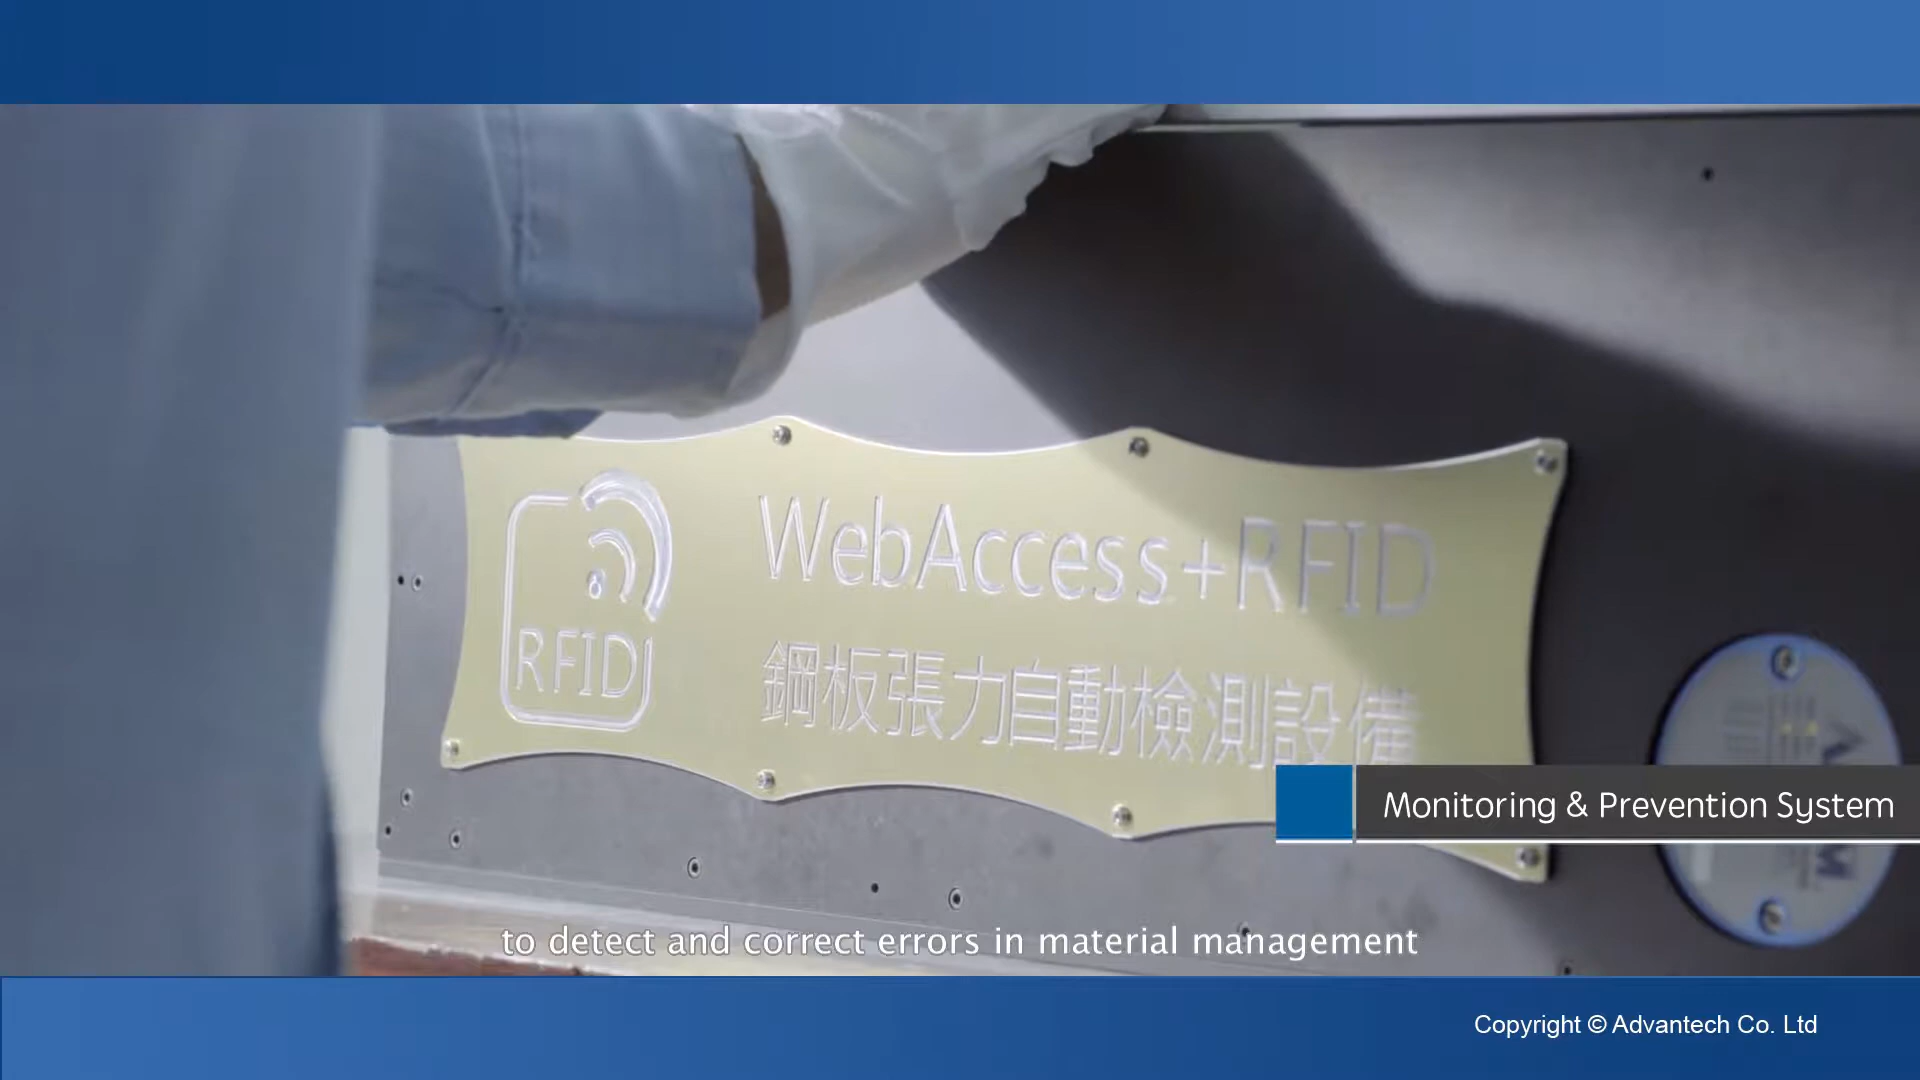 WebAccess+RFID
RFID
鋼板張力自動檢測設備
Monitoring & Prevention System
to detect and correct errors in material management
Copyright © Advantech Co. Ltd